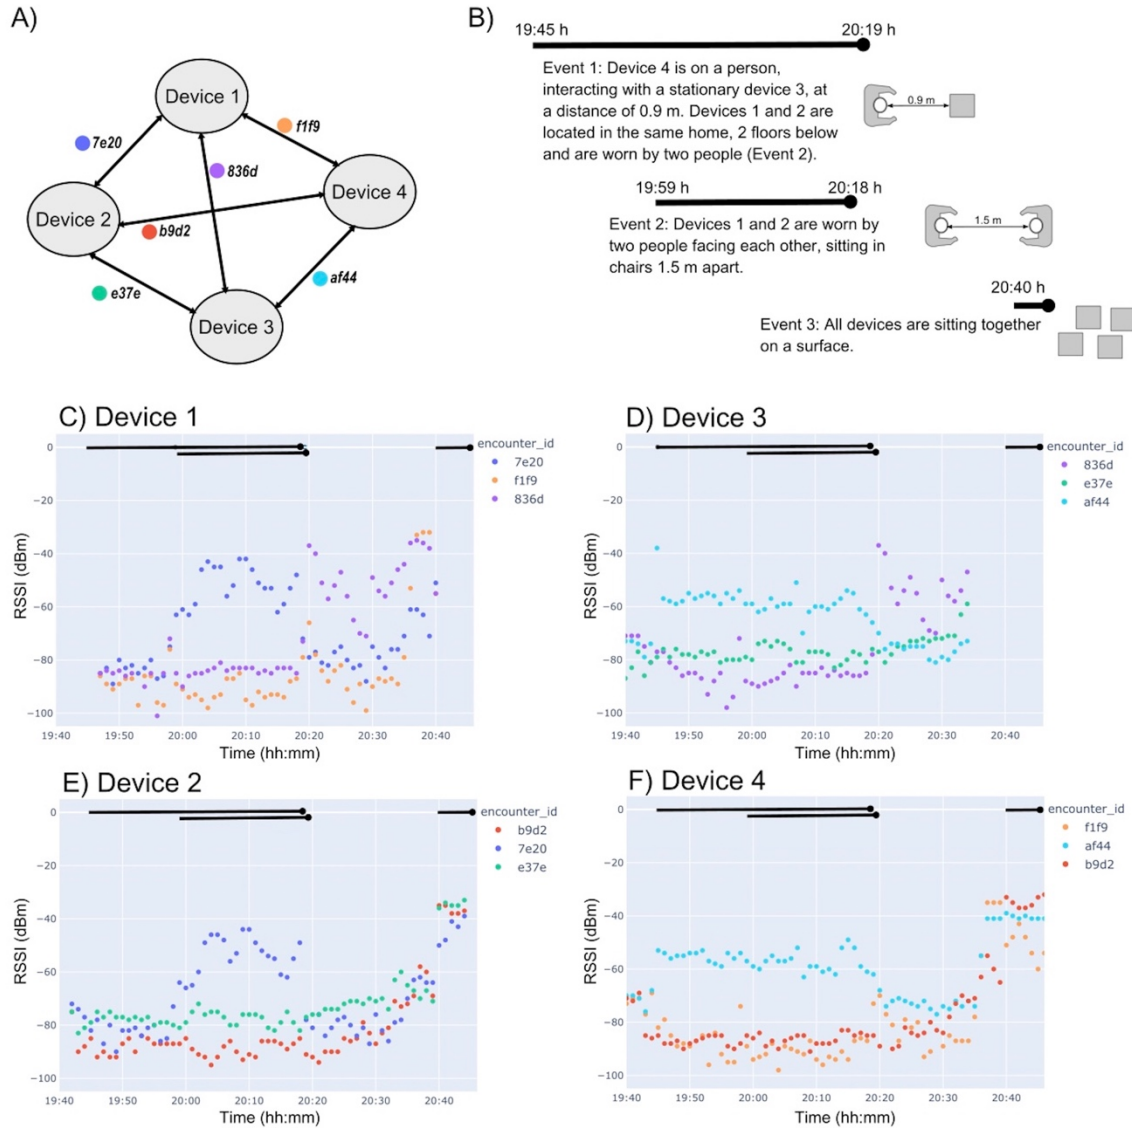 A)
Device 1
7e20
f1f9
836d
Device 4
Device 2
b9d2
e37e
af44
Device 3
B)
19:45 h
20:19 h
Event 1: Device 4 is on a person,
interacting with a stationary device 3, at
a distance of 0.9 m. Devices 1 and 2 are
located in the same home, 2 floors below
and are worn by two people (Event 2).
0.9 m
19:59 h
20:18 h
Event 2: Devices 1 and 2 are worn by
two people facing each other, sitting in
chairs 1.5 m apart.
1.5 m
20:40 h
Event 3: All devices are sitting together
on a surface.
C) Device 1
0
−20
−40
−60
−80
−100
RSSI (dBm)
19:40
19:50
20:00
20:10
20:20
20:30
20:40
Time (hh:mm)
encounter_id
7e20
f1f9
836d
D) Device 3
0
−20
−40
−60
−80
−100
RSSI (dBm)
19:40
19:50
20:00
20:10
20:20
20:30
20:40
Time (hh:mm)
encounter_id
836d
e37e
af44
E) Device 2
0
−20
−40
−60
−80
−100
RSSI (dBm)
19:40
19:50
20:00
20:10
20:20
20:30
20:40
Time (hh:mm)
encounter_id
b9d2
7e20
e37e
F) Device 4
0
−20
−40
−60
−80
−100
RSSI (dBm)
19:40
19:50
20:00
20:10
20:20
20:30
20:40
Time (hh:mm)
encounter_id
f1f9
af44
b9d2